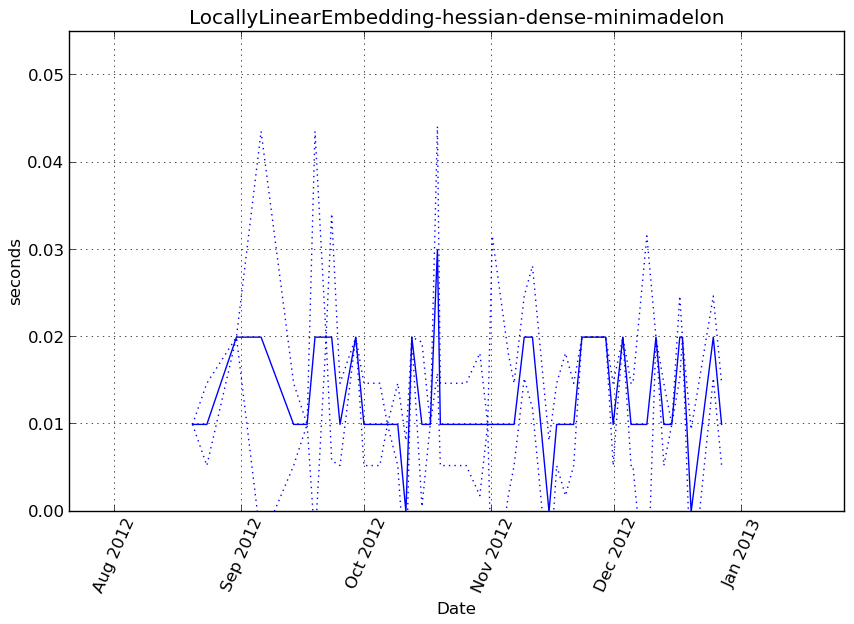 LocallyLinearEmbedding-hessian-dense-minimadelon
0.05
0.04
0.03
0.02
0.01
0.00
seconds
Aug 2012
Sep 2012
Oct 2012
Nov 2012
Dec 2012
Jan 2013
Date